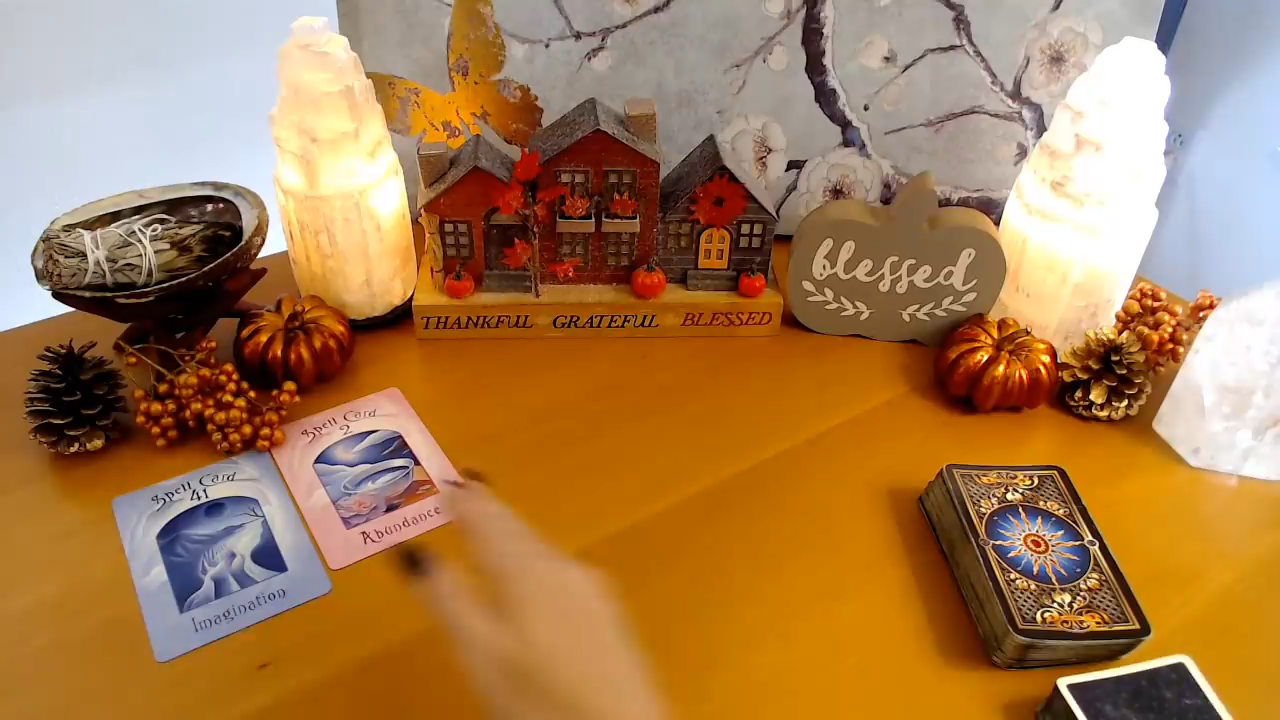 THANKFUL GRATEFUL BLESSED
blessed
Spell Card
2
Abundance
Spell Card
41
Imagination